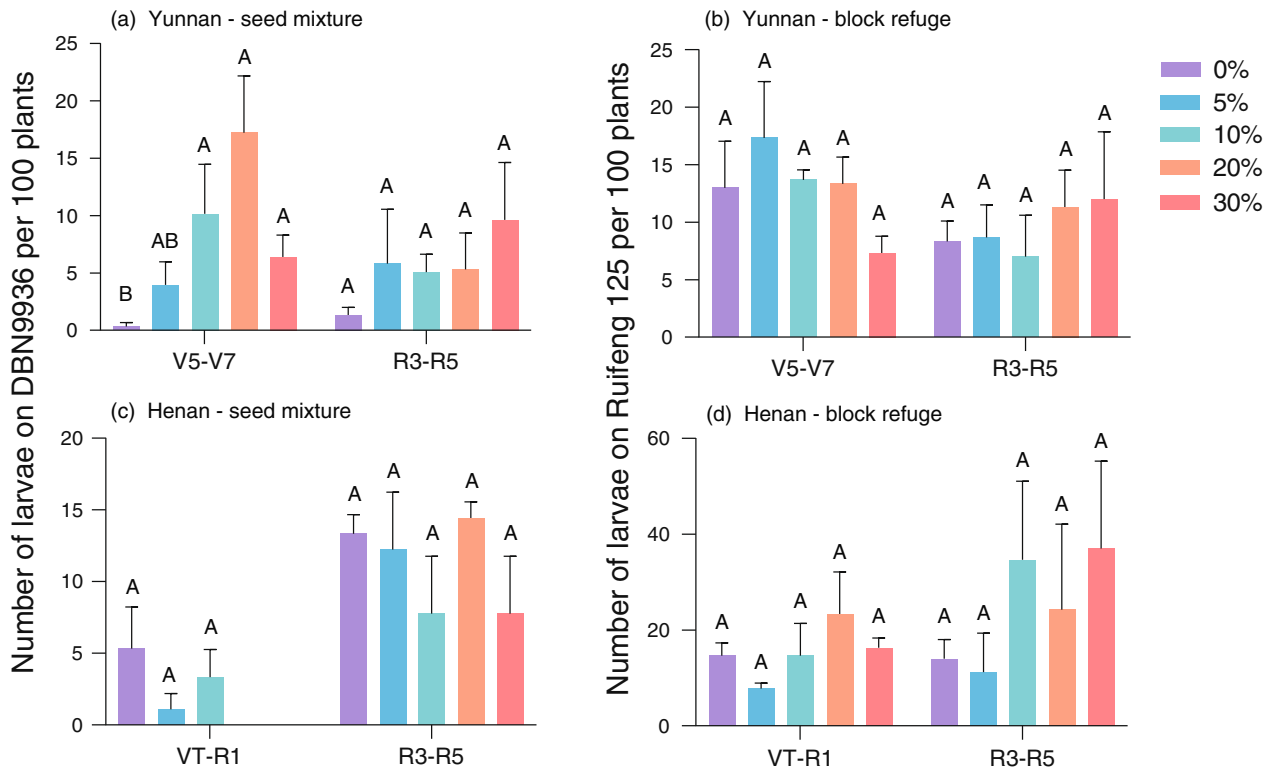 (a) Yunnan - seed mixture
25
20
15
10
5
0
B
AB
A
A
A
A
A
A
A
A
V5-V7
R3-R5
(b) Yunnan - block refuge
25
20
15
10
5
0
A
A
A
A
A
A
A
A
A
A
V5-V7
R3-R5
0%
5%
10%
20%
30%
Number of larvae on DBN9936 per 100 plants
Number of larvae on Ruifeng 125 per 100 plants
(c) Henan - seed mixture
20
15
10
5
0
A
A
A
A
A
A
A
A
VT-R1
R3-R5
(d) Henan - block refuge
60
40
20
0
A
A
A
A
A
A
A
A
A
A
VT-R1
R3-R5